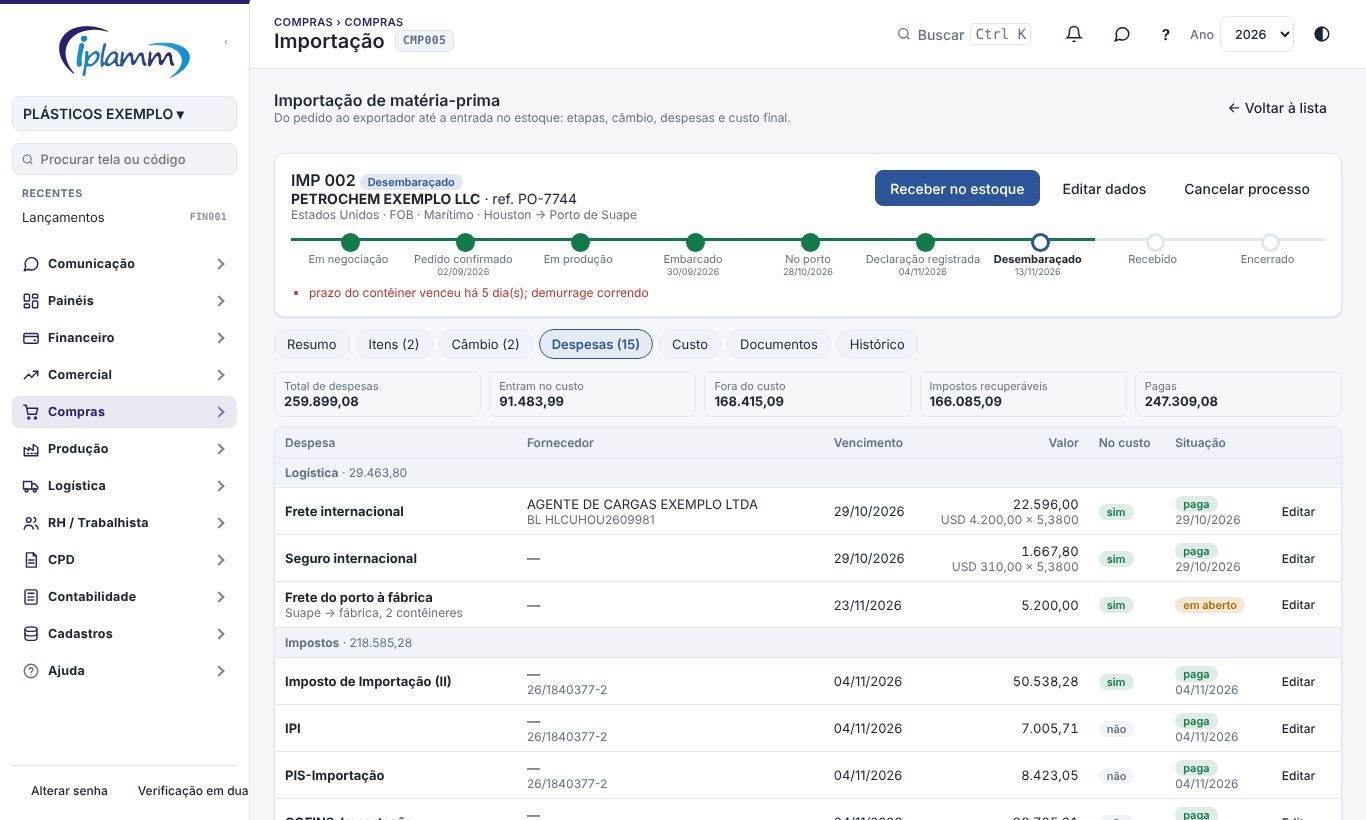 iplamm
PLÁSTICOS EXEMPLO ▾
Procurar tela ou código
RECENTES
Lançamentos FIN001
Comunicação
Painéis
Financeiro
Comercial
Compras
Produção
Logística
RH / Trabalhista
CPD
Contabilidade
Cadastros
Ajuda
Alterar senha Verificação em dua
COMPRAS › COMPRAS
Importação CMP005
Buscar Ctrl K ? Ano 2026
Importação de matéria-prima
Do pedido ao exportador até a entrada no estoque: etapas, câmbio, despesas e custo final.
← Voltar à lista
IMP 002 Desembaraçado
PETROCHEM EXEMPLO LLC · ref. PO-7744
Estados Unidos · FOB · Marítimo · Houston → Porto de Suape
Receber no estoque Editar dados Cancelar processo
Em negociação
Pedido confirmado
02/09/2026
Em produção
Embarcado
30/09/2026
No porto
28/10/2026
Declaração registrada
04/11/2026
Desembaraçado
13/11/2026
Recebido
Encerrado
• prazo do contêiner venceu há 5 dia(s); demurrage correndo
Resumo Itens (2) Câmbio (2) Despesas (15) Custo Documentos Histórico
Total de despesas
259.899,08
Entram no custo
91.483,99
Fora do custo
168.415,09
Impostos recuperáveis
166.085,09
Pagas
247.309,08
Despesa Fornecedor Vencimento Valor No custo Situação
Logística · 29.463,80
Frete internacional AGENTE DE CARGAS EXEMPLO LTDA 29/10/2026 22.596,00 sim paga Editar
BL HLCUHOU2609981 USD 4.200,00 × 5,3800 29/10/2026
Seguro internacional — 29/10/2026 1.667,80 sim paga Editar
USD 310,00 × 5,3800 29/10/2026
Frete do porto à fábrica — 23/11/2026 5.200,00 sim em aberto Editar
Suape → fábrica, 2 contêineres
Impostos · 218.585,28
Imposto de Importação (II) — 04/11/2026 50.538,28 sim paga Editar
26/1840377-2 04/11/2026
IPI — 04/11/2026 7.005,71 não paga Editar
26/1840377-2 04/11/2026
PIS-Importação — 04/11/2026 8.423,05 não paga Editar
26/1840377-2 04/11/2026
— paga